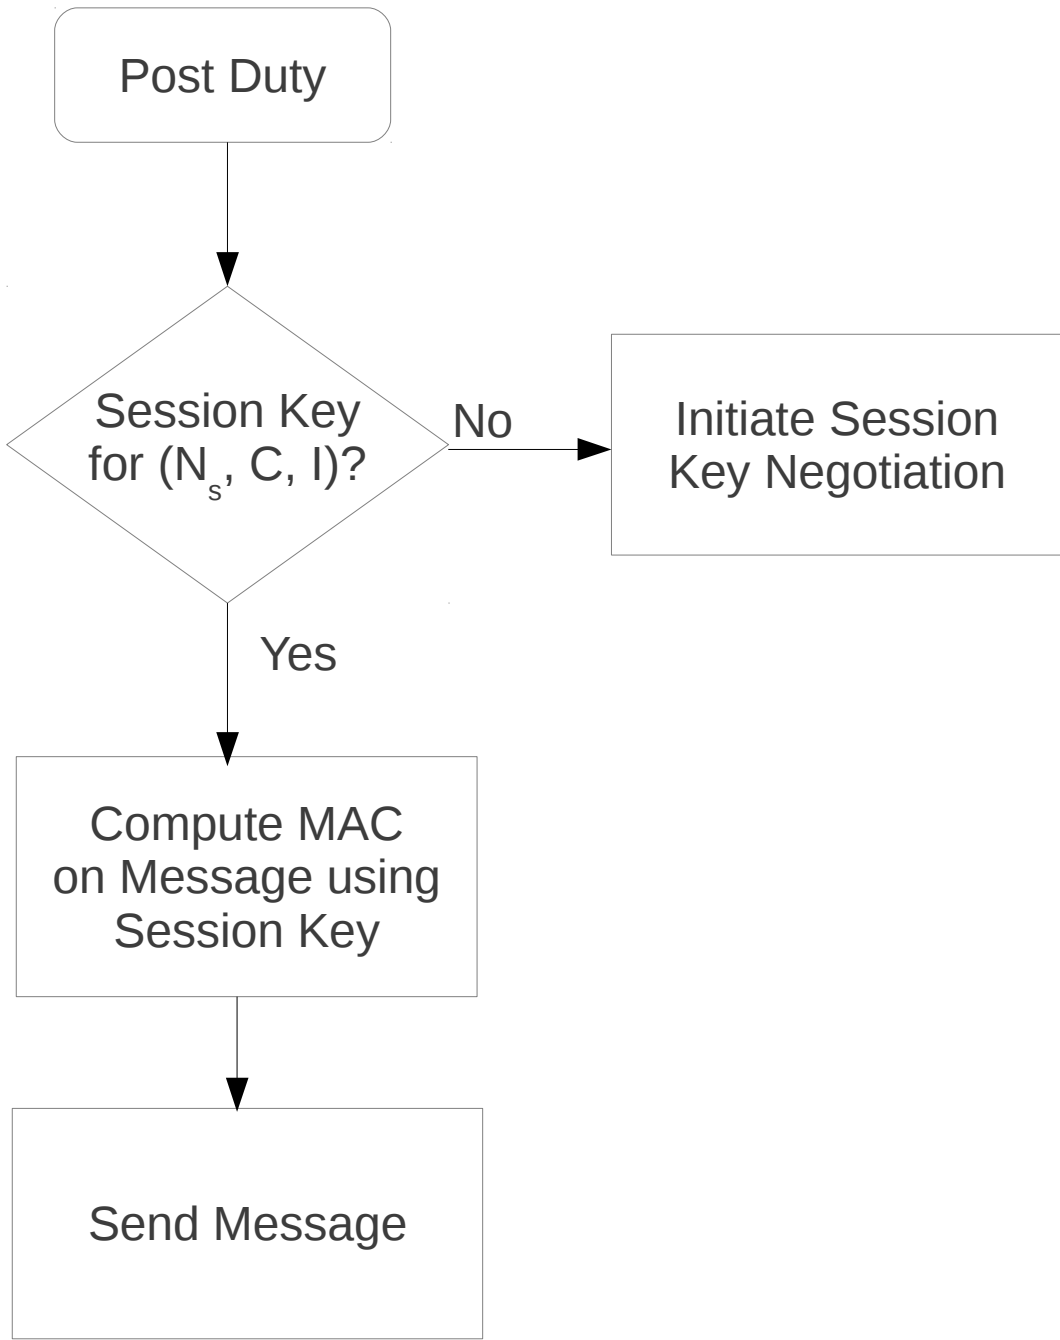 Post Duty
Session Key
for (Ns, C, I)?
No
Initiate Session
Key Negotiation
Yes
Compute MAC
on Message using
Session Key
Send Message